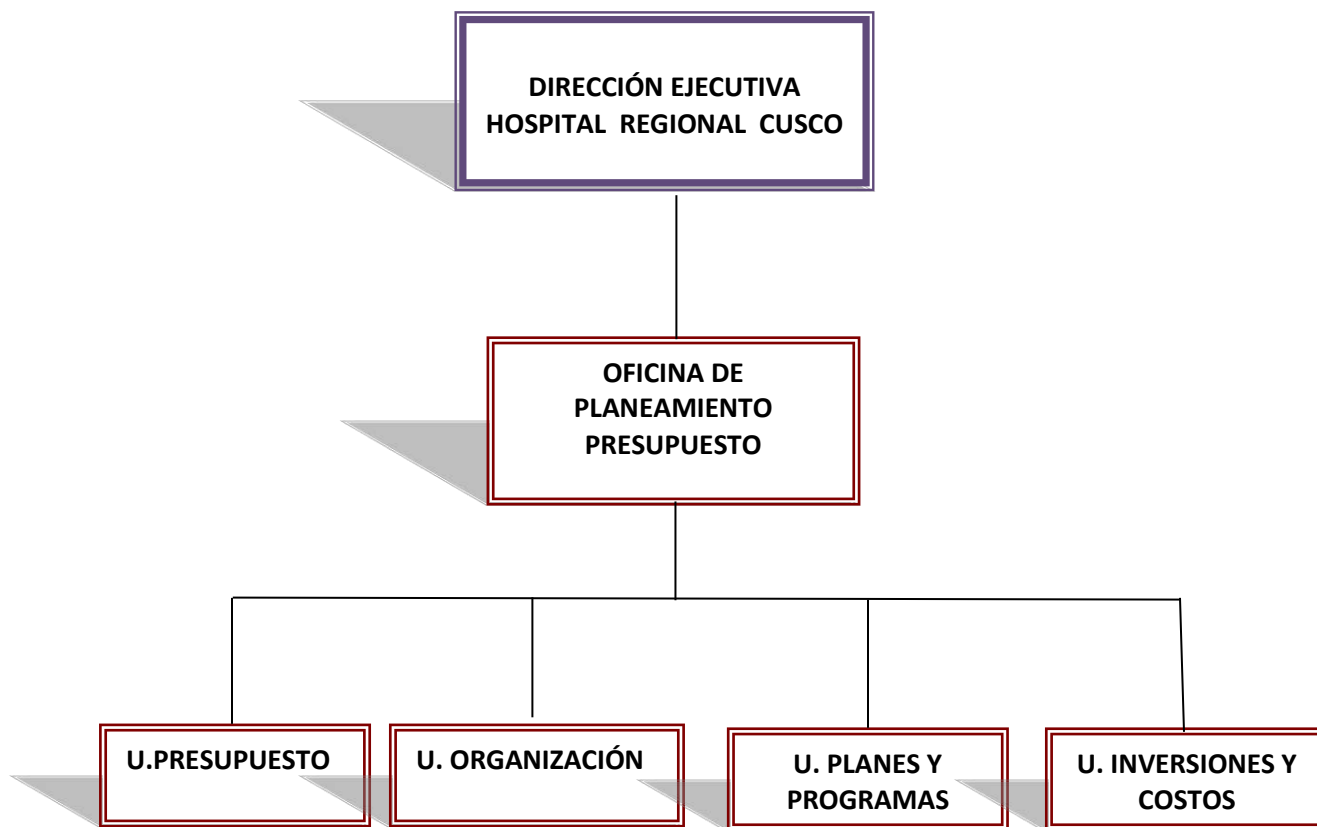 DIRECCIÓN EJECUTIVA
HOSPITAL REGIONAL CUSCO
OFICINA DE
PLANEAMIENTO
PRESUPUESTO
U.PRESUPUESTO
U. ORGANIZACIÓN
U. PLANES Y
PROGRAMAS
U. INVERSIONES Y
COSTOS